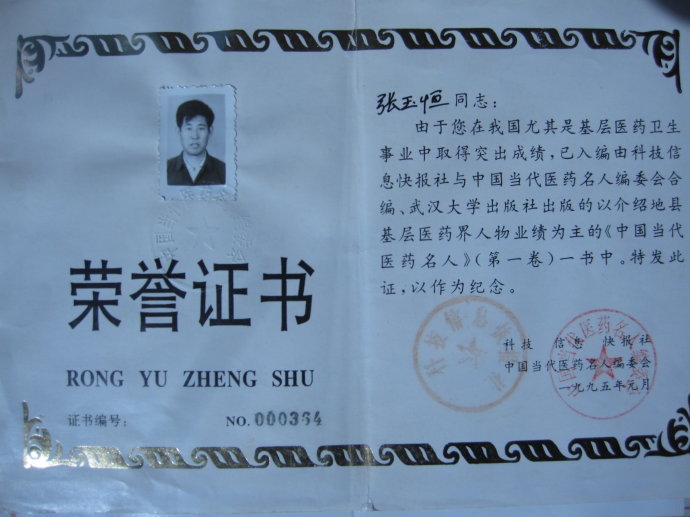 荣誉证书
RONG YU ZHENG SHU
证书编号： NO. 000364
张玉恒同志：
由于您在我国尤其是基层医药卫生
事业中取得突出成绩，已入编由科技信
息快报社与中国当代医药名人编委会合
编、武汉大学出版社出版的以介绍地县
基层医药界人物业绩为主的《中国当代
医药名人》（第一卷）一书中。特发此
证，以作为纪念。
科技 信息 快报社
中国当代医药名人编委会
一九九五年元月